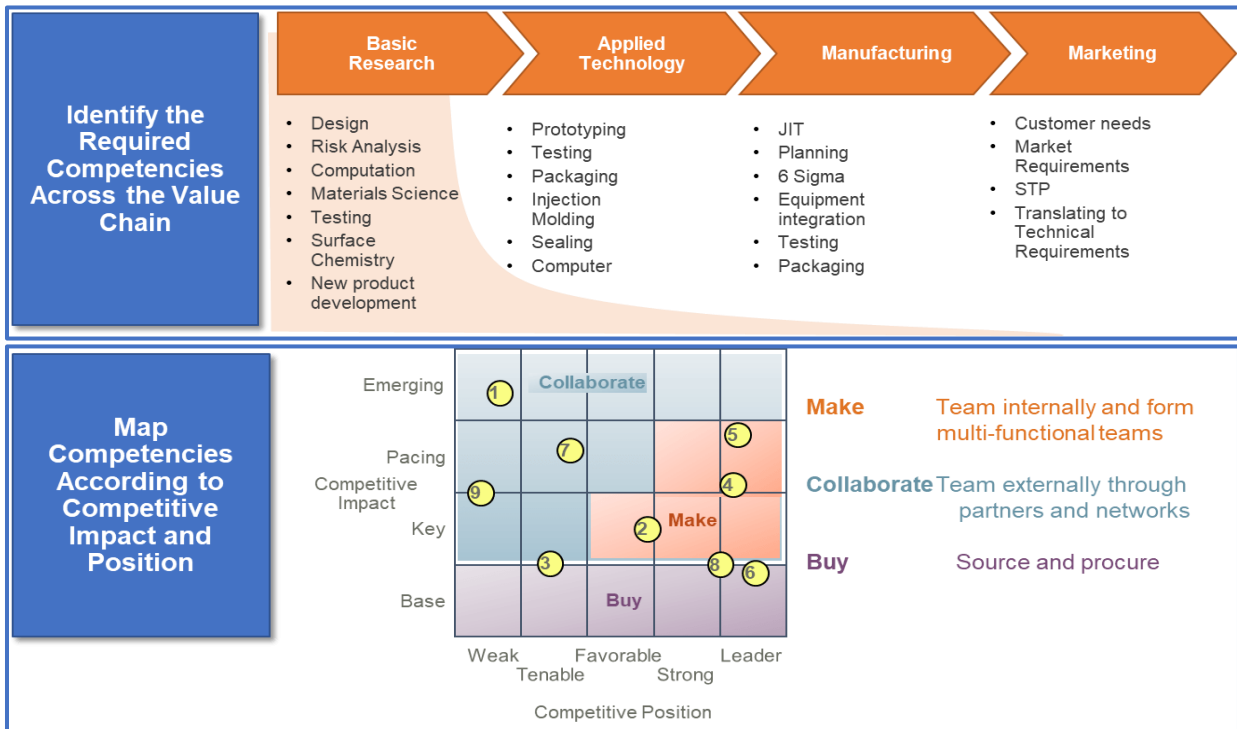 Identify the
Required
Competencies
Across the Value
Chain
Basic
Research
Applied
Technology
Manufacturing
Marketing
• Design
• Risk Analysis
• Computation
• Materials Science
• Testing
• Surface
Chemistry
• New product
development
• Prototyping
• Testing
• Packaging
• Injection
Molding
• Sealing
• Computer
• JIT
• Planning
• 6 Sigma
• Equipment
integration
• Testing
• Packaging
• Customer needs
• Market
Requirements
• STP
• Translating to
Technical
Requirements
Map
Competencies
According to
Competitive
Impact and
Position
Emerging
Pacing
Competitive
Impact
Key
Base
Collaborate
1
5
7
4
9
Make
2
3
8
6
Buy
Weak
Tenable
Favorable
Strong
Leader
Competitive Position
Make Team internally and form
multi-functional teams
Collaborate Team externally through
partners and networks
Buy Source and procure